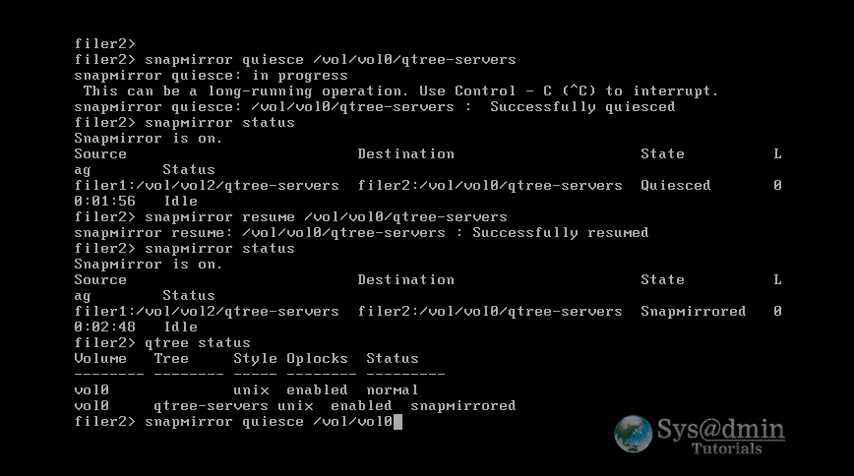 filer2>
filer2> snapmirror quiesce /vol/vol0/qtree-servers
snapmirror quiesce: in progress
 This can be a long-running operation. Use Control - C (^C) to interrupt.
snapmirror quiesce: /vol/vol0/qtree-servers :  Successfully quiesced
filer2> snapmirror status
Snapmirror is on.
Source                          Destination                     State          L
ag        Status
filer1:/vol/vol2/qtree-servers  filer2:/vol/vol0/qtree-servers  Quiesced       0
0:01:56   Idle
filer2> snapmirror resume /vol/vol0/qtree-servers
snapmirror resume: /vol/vol0/qtree-servers : Successfully resumed
filer2> snapmirror status
Snapmirror is on.
Source                          Destination                     State          L
ag        Status
filer1:/vol/vol2/qtree-servers  filer2:/vol/vol0/qtree-servers  Snapmirrored   0
0:02:48   Idle
filer2> qtree status
Volume   Tree     Style Oplocks  Status
-------- -------- ----- -------- ---------
vol0              unix  enabled  normal
vol0     qtree-servers unix  enabled  snapmirrored
filer2> snapmirror quiesce /vol/vol0
Sys@dmin
Tutorials